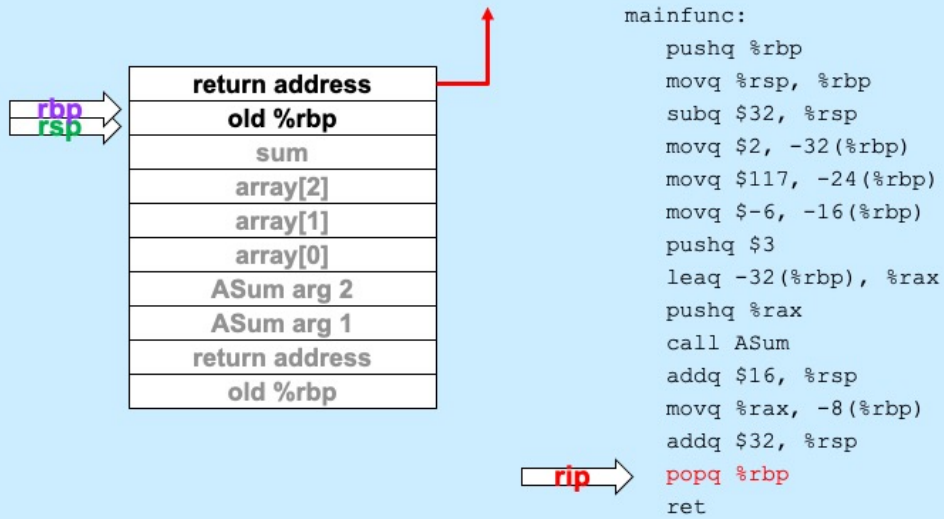 return address
rbp
rsp
old %rbp
sum
array[2]
array[1]
array[0]
ASum arg 2
ASum arg 1
return address
old %rbp
mainfunc:
pushq %rbp
movq %rsp, %rbp
subq $32, %rsp
movq $2, -32(%rbp)
movq $117, -24(%rbp)
movq $-6, -16(%rbp)
pushq $3
leaq -32(%rbp), %rax
pushq %rax
call ASum
addq $16, %rsp
movq %rax, -8(%rbp)
addq $32, %rsp
rip
popq %rbp
ret